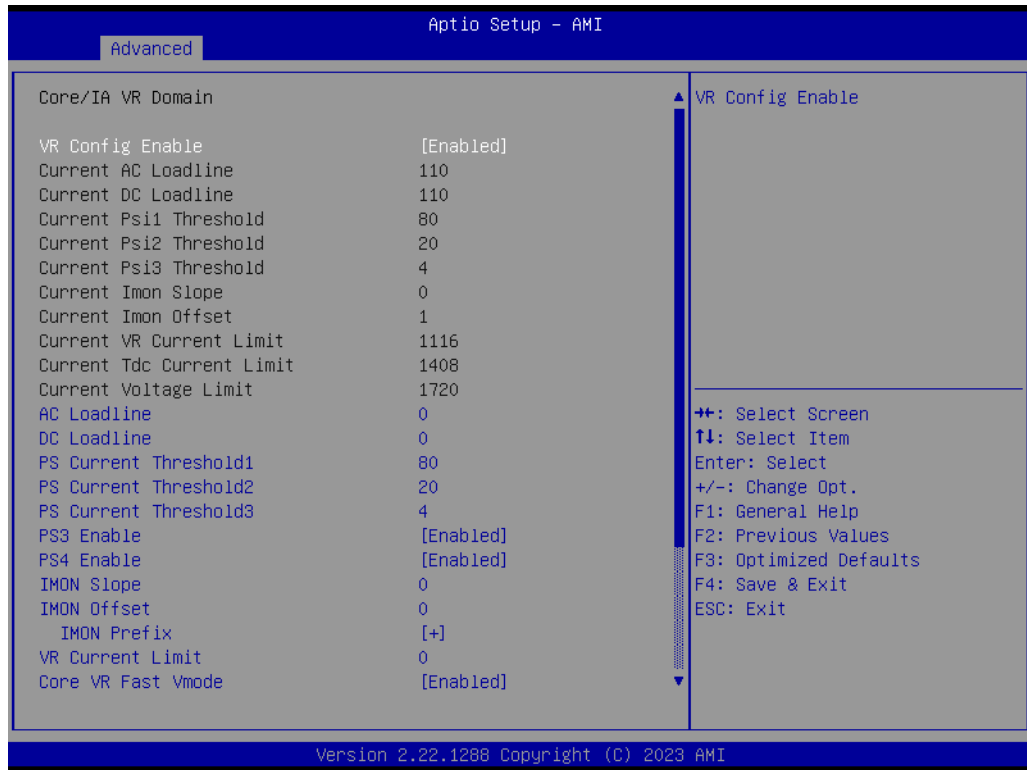 Aptio Setup – AMI
Advanced
Core/IA VR Domain
VR Config Enable [Enabled]
Current AC Loadline 110
Current DC Loadline 110
Current Psi1 Threshold 80
Current Psi2 Threshold 20
Current Psi3 Threshold 4
Current Imon Slope 0
Current Imon Offset 1
Current VR Current Limit 1116
Current Tdc Current Limit 1408
Current Voltage Limit 1720
AC Loadline 0
DC Loadline 0
PS Current Threshold1 80
PS Current Threshold2 20
PS Current Threshold3 4
PS3 Enable [Enabled]
PS4 Enable [Enabled]
IMON Slope 0
IMON Offset 0
IMON Prefix [+]
VR Current Limit 0
Core VR Fast Vmode [Enabled]
VR Config Enable
→←: Select Screen
↑↓: Select Item
Enter: Select
+/-: Change Opt.
F1: General Help
F2: Previous Values
F3: Optimized Defaults
F4: Save & Exit
ESC: Exit
Version 2.22.1288 Copyright (C) 2023 AMI